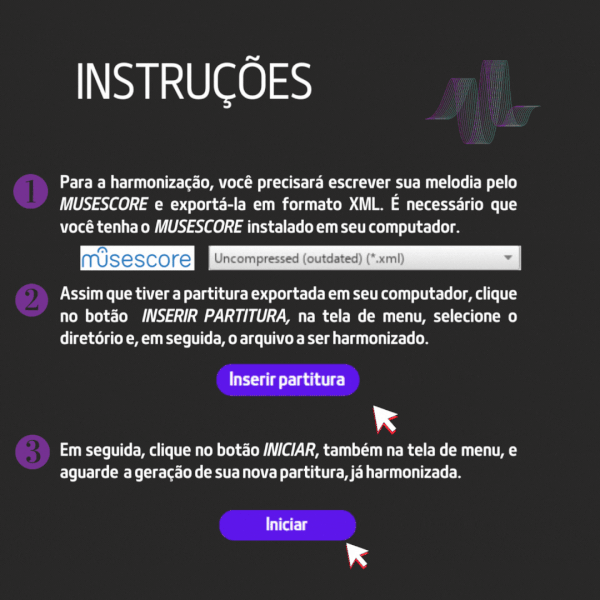 INSTRUÇÕES
1 Para a harmonização, você precisará escrever sua melodia pelo
MUSESCORE e exportá-la em formato XML. É necessário que
você tenha o MUSESCORE instalado em seu computador.
musescore Uncompressed (outdated) (*.xml)
2 Assim que tiver a partitura exportada em seu computador, clique
no botão INSERIR PARTITURA, na tela de menu, selecione o
diretório e, em seguida, o arquivo a ser harmonizado.
Inserir partitura
3 Em seguida, clique no botão INICIAR, também na tela de menu, e
aguarde a geração de sua nova partitura, já harmonizada.
Iniciar